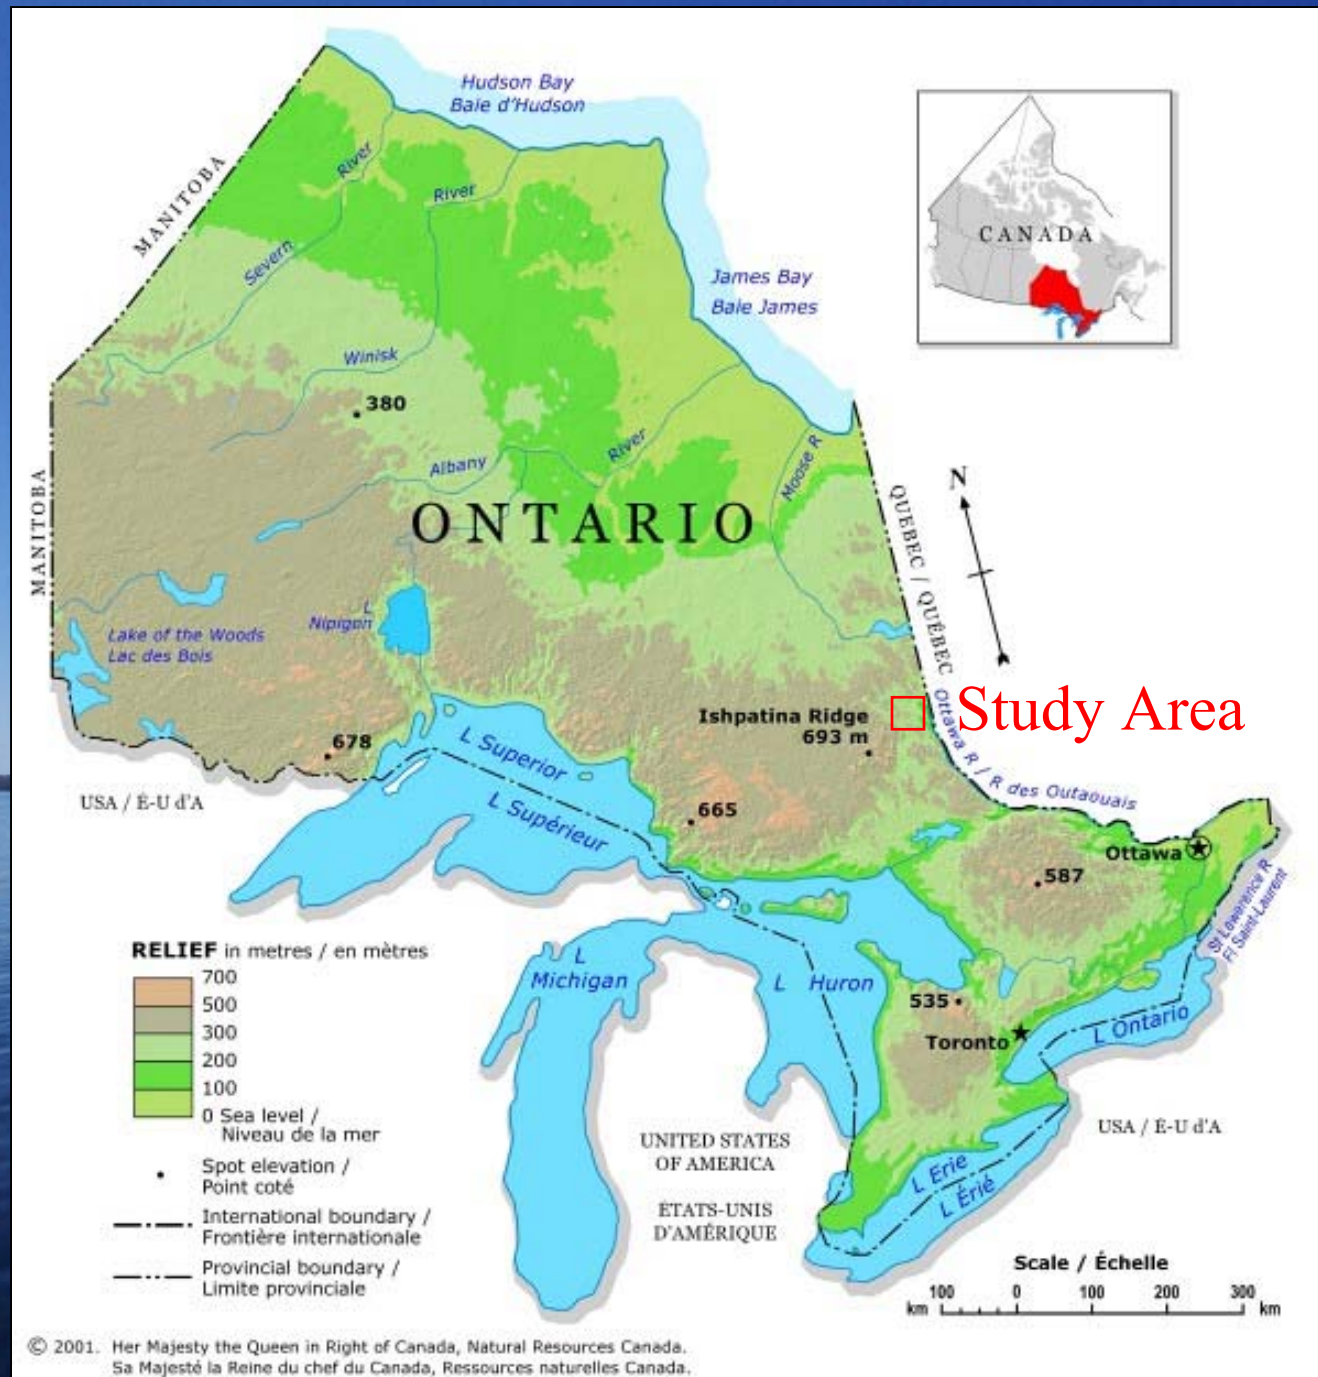 Hudson Bay
Baie d'Hudson
MANITOBA
River
River
Severn
CANADA
James Bay
Baie James
Winisk
380
River
Albany
Moose R
MANITOBA
ONTARIO
N
QUEBEC / QUÉBEC
L
Nipigon
Lake of the Woods
Lac des Bois
Study Area
Ishpatina Ridge
693 m
Ottawa R / R des Outaouais
678
L Superior
L Supérieur
USA / É-U d'A
665
Ottawa
587
St Lawerence R
Fl Saint-Laurent
RELIEF in metres / en mètres
700
500
300
200
100
0 Sea level /
Niveau de la mer
L
Michigan
L Huron
535
Toronto
L Ontario
USA / É-U d'A
UNITED STATES
OF AMERICA
ÉTATS-UNIS
D'AMÉRIQUE
L Erie
L Érié
Spot elevation /
Point coté
International boundary /
Frontière internationale
Provincial boundary /
Limite provinciale
Scale / Échelle
100 0 100 200 300
km km
© 2001. Her Majesty the Queen in Right of Canada, Natural Resources Canada.
Sa Majesté la Reine du chef du Canada, Ressources naturelles Canada.